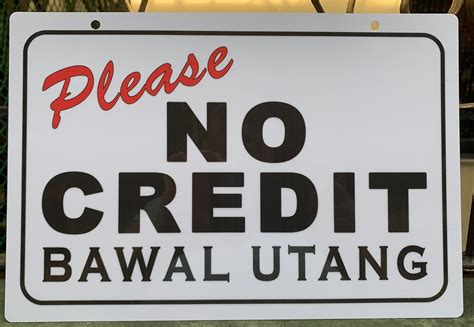 Please
NO
CREDIT
BAWAL UTANG